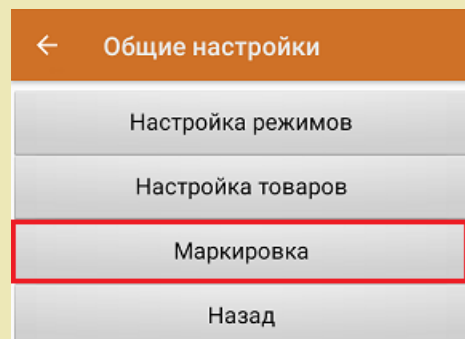 Общие настройки
Настройка режимов
Настройка товаров
Маркировка
Назад